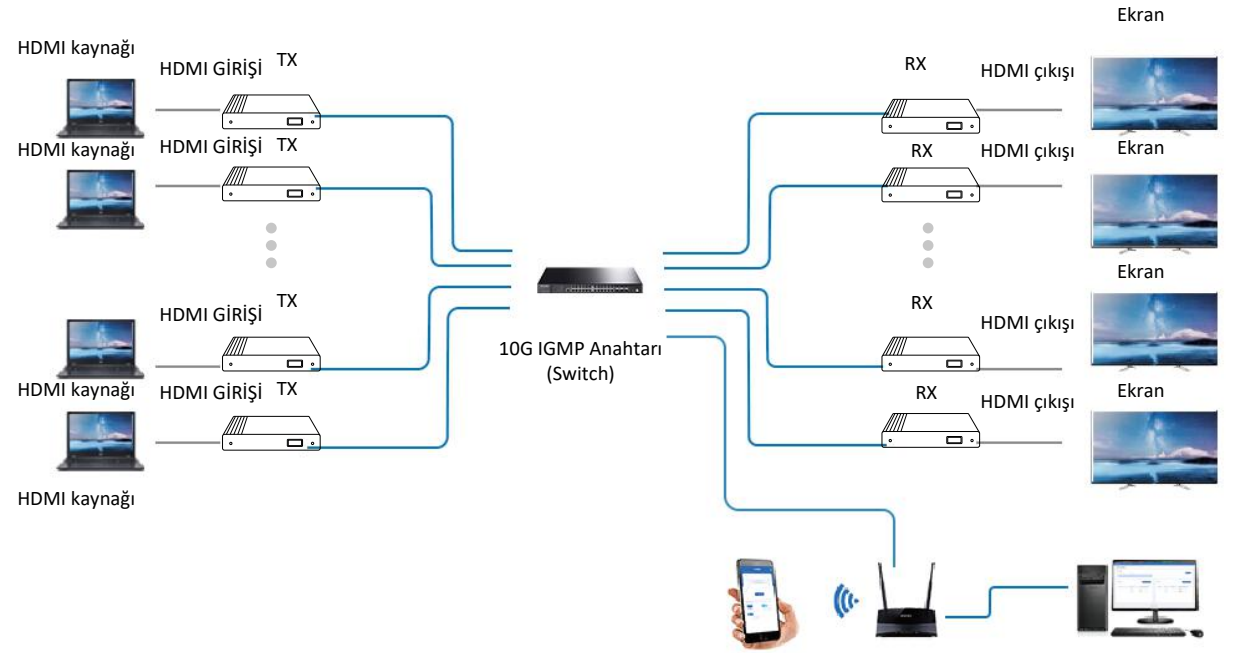 Ekran
HDMI kaynağı
HDMI GİRİŞİ
TX
RX
HDMI çıkışı
HDMI kaynağı
HDMI GİRİŞİ
TX
RX
HDMI çıkışı
Ekran
HDMI GİRİŞİ
TX
RX
HDMI çıkışı
Ekran
10G IGMP Anahtarı
(Switch)
HDMI kaynağı
HDMI GİRİŞİ
TX
RX
HDMI çıkışı
Ekran
HDMI kaynağı